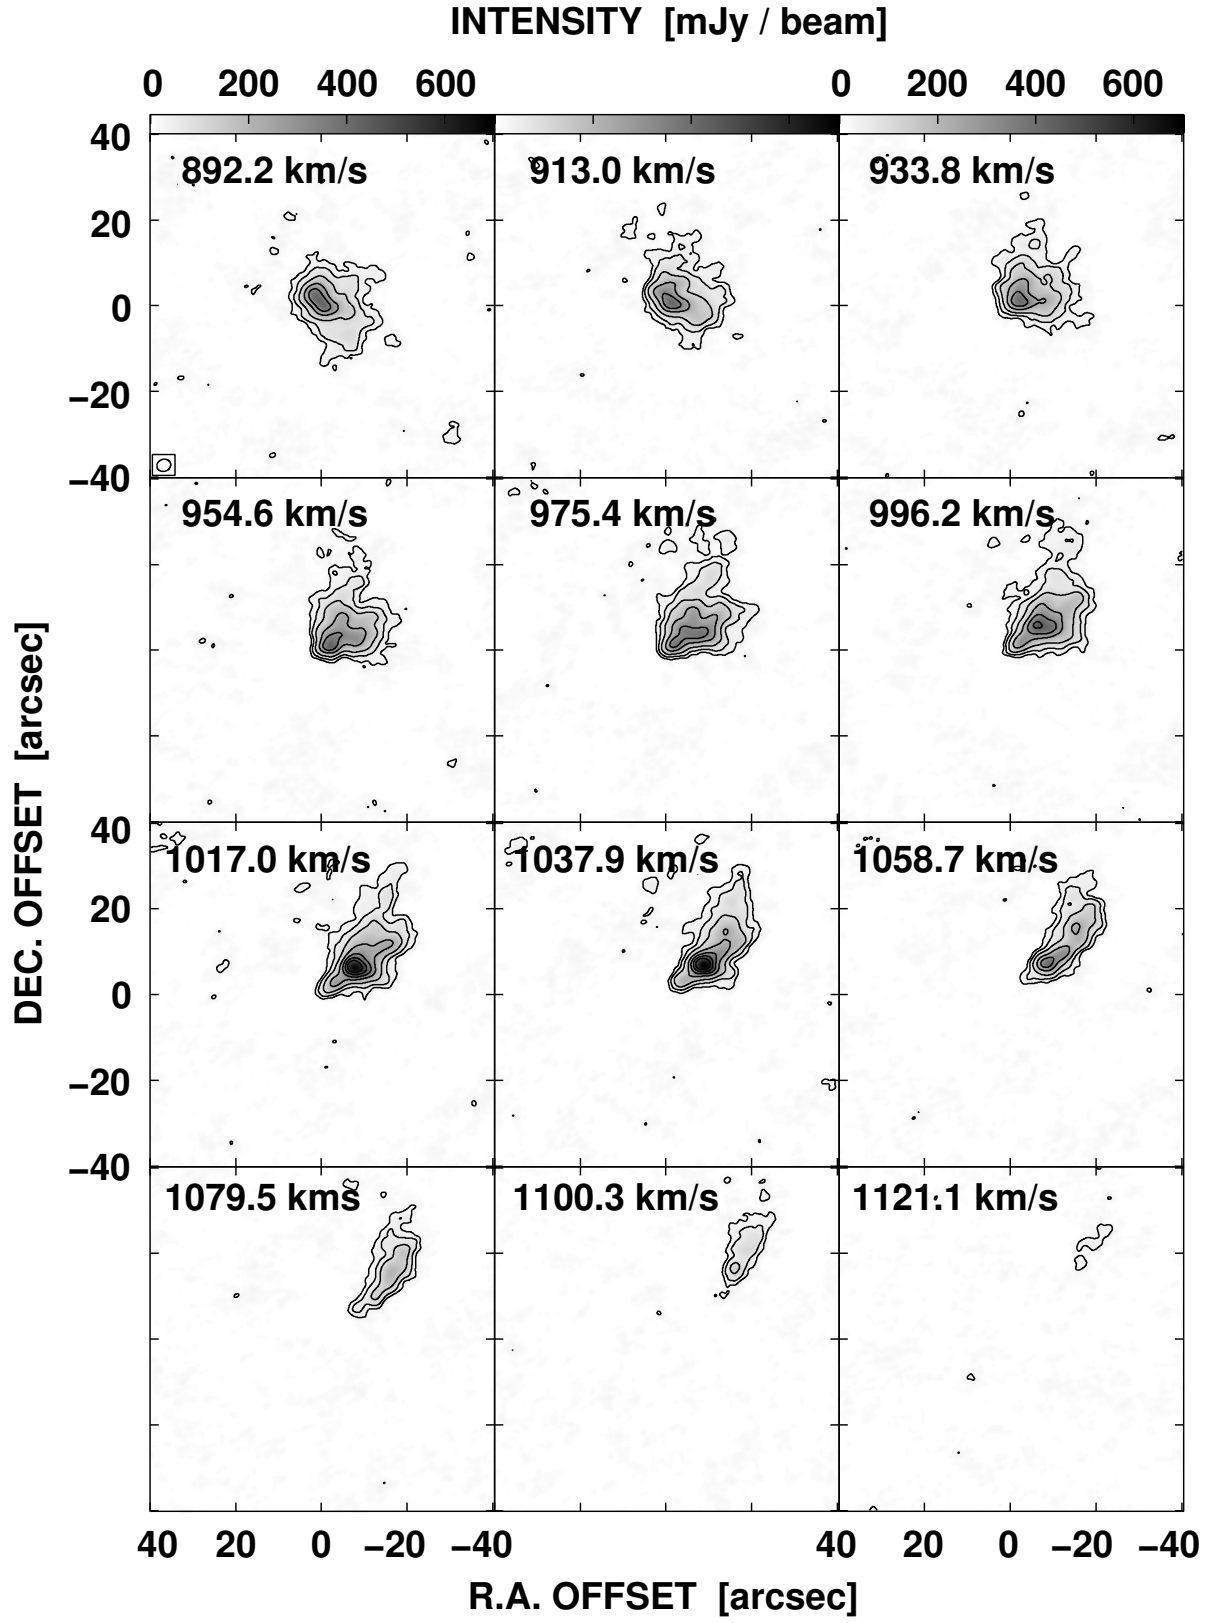 INTENSITY [mJy / beam]
0 200 400 600 0 200 400 600
40
892.2 km/s 913.0 km/s 933.8 km/s
20
0
−20
−40
954.6 km/s 975.4 km/s 996.2 km/s
DEC. OFFSET [arcsec]
40
1017.0 km/s 1037.9 km/s 1058.7 km/s
20
0
−20
−40
1079.5 kms 1100.3 km/s 1121.1 km/s
40 20 0 −20 −40 40 20 0 −20 −40
R.A. OFFSET [arcsec]